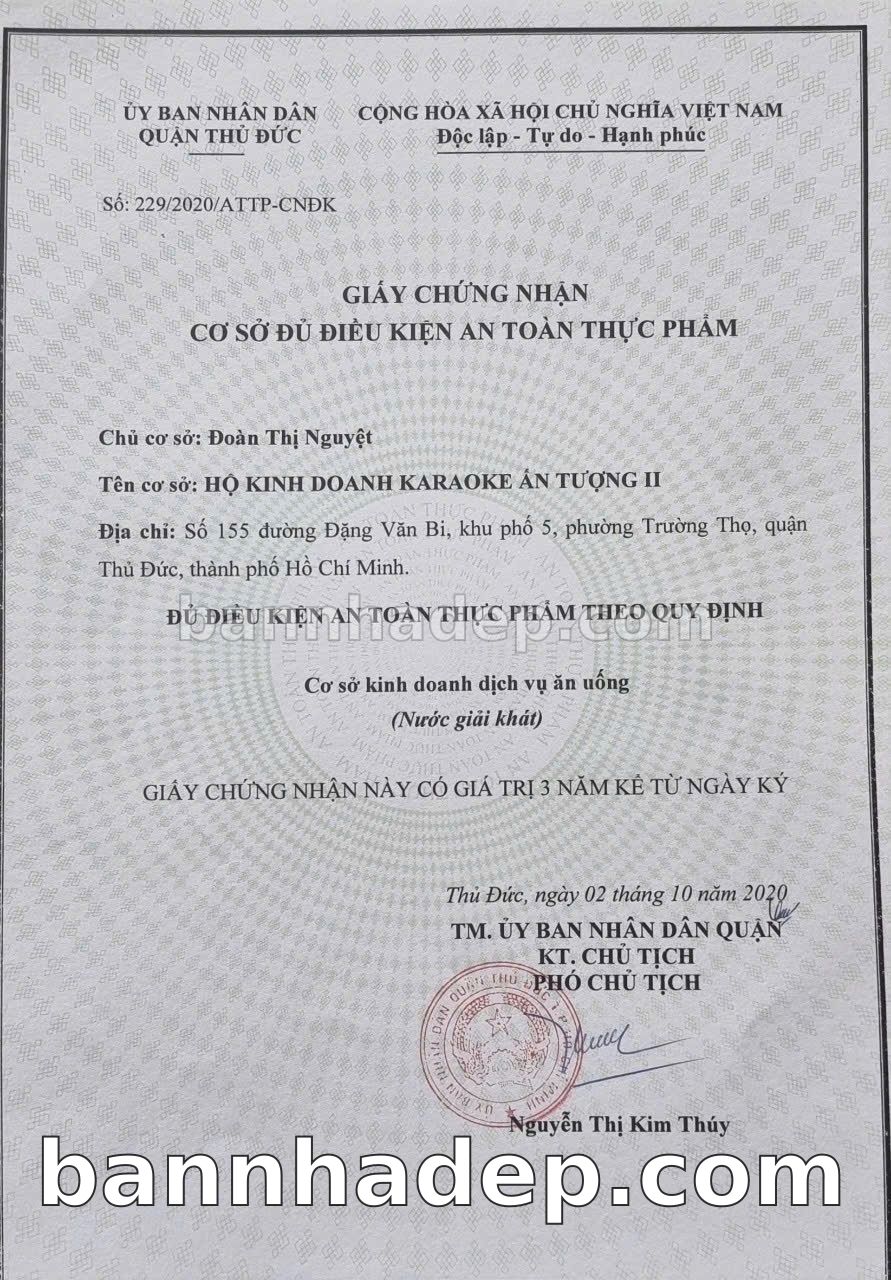 ỦY BAN NHÂN DÂN
QUẬN THỦ ĐỨC
CỘNG HÒA XÃ HỘI CHỦ NGHĨA VIỆT NAM
Độc lập - Tự do - Hạnh phúc
Số: 229/2020/ATTP-CNĐK
GIẤY CHỨNG NHẬN
CƠ SỞ ĐỦ ĐIỀU KIỆN AN TOÀN THỰC PHẨM
Chủ cơ sở: Đoàn Thị Nguyệt
Tên cơ sở: HỘ KINH DOANH KARAOKE ẤN TƯỢNG II
Địa chỉ: Số 155 đường Đặng Văn Bi, khu phố 5, phường Trường Thọ, quận
Thủ Đức, thành phố Hồ Chí Minh.
ĐỦ ĐIỀU KIỆN AN TOÀN THỰC PHẨM THEO QUY ĐỊNH
bannhadep.com
Cơ sở kinh doanh dịch vụ ăn uống
(Nước giải khát)
GIẤY CHỨNG NHẬN NÀY CÓ GIÁ TRỊ 3 NĂM KỂ TỪ NGÀY KÝ
Thủ Đức, ngày 02 tháng 10 năm 2020
TM. ỦY BAN NHÂN DÂN QUẬN
KT. CHỦ TỊCH
PHÓ CHỦ TỊCH
Nguyễn Thị Kim Thúy
bannhadep.com